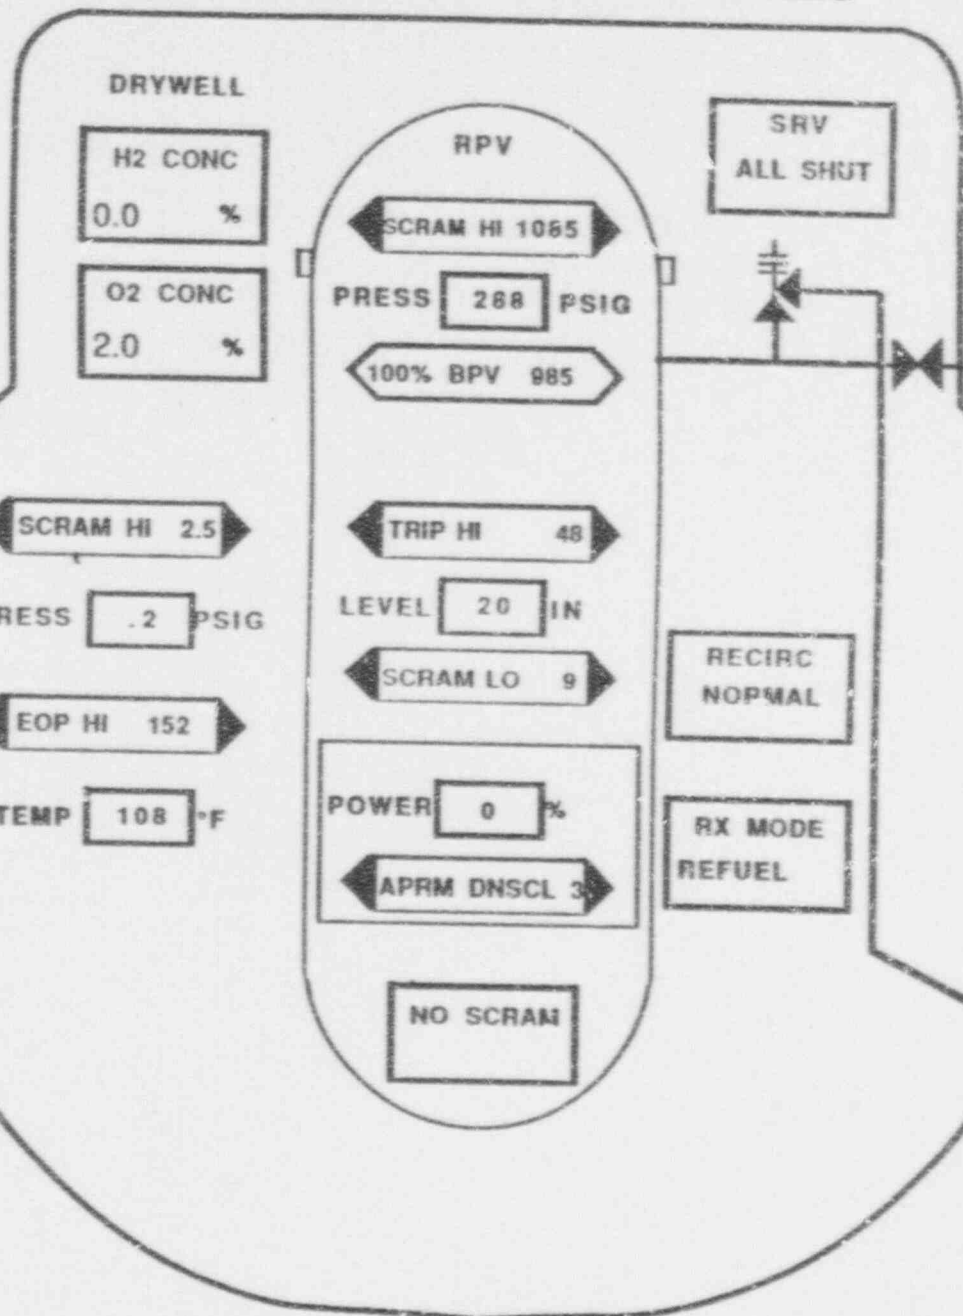 DRYWELL
H2 CONC
0.0 %
O2 CONC
2.0 %
RPV
SCRAM HI 1065
PRESS 288 PSIG
100% BPV 985
SRV
ALL SHUT
SCRAM HI 2.5
RESS .2 PSIG
EOP HI 152
TEMP 108 °F
TRIP HI 48
LEVEL 20 IN
SCRAM LO 9
POWER 0 %
APRM DNSCL 3
NO SCRAM
RECIRC
NORMAL
RX MODE
REFUEL